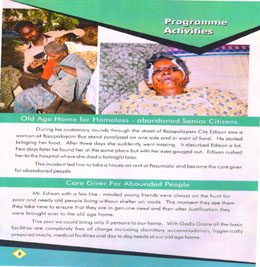 Programme
Activities
Old Age Home for Homeless - abandoned Senior Citizens
During his customary rounds through the street of Rajapalayam City Edison saw a
woman at Rajapalayam Bus stand paralyzed on one side and in want of food. He started
bringing her food. After three days she suddenly went missing. It disturbed Edison a lot.
Few days later he found her at the same place but with her eyes gorged out. Edison rushed
her to the hospital where she died a fortnight later.
This incident led him to take a house on rent at and became the care giver
for abandoned people.
Care Giver For Abounded People
Mr. Edison with a few like - minded young friends were always on the hunt for
poor and needy old people living without shelter on roads. The moment they see them
they take time to ensure that they are in genuine need and then after justification they
were brought over to the old age home.
This year we could bring only 5 persons to our home. With God's Grace all the basic
facilities are completely free of charge including dormitory accommodation, hygienically
prepared meals, medical facilities and day to day needs at our old age home.